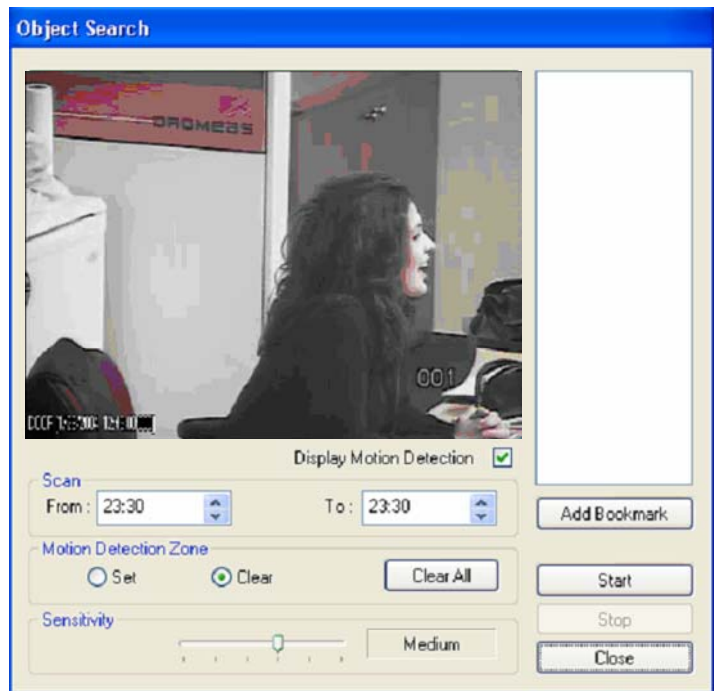 Object Search
DROMEAS
001
Display Motion Detection
Scan
From : 23:30
To : 23:30
Add Bookmark
Motion Detection Zone
Set
Clear
Clear All
Start
Sensitivity
Medium
Stop
Close